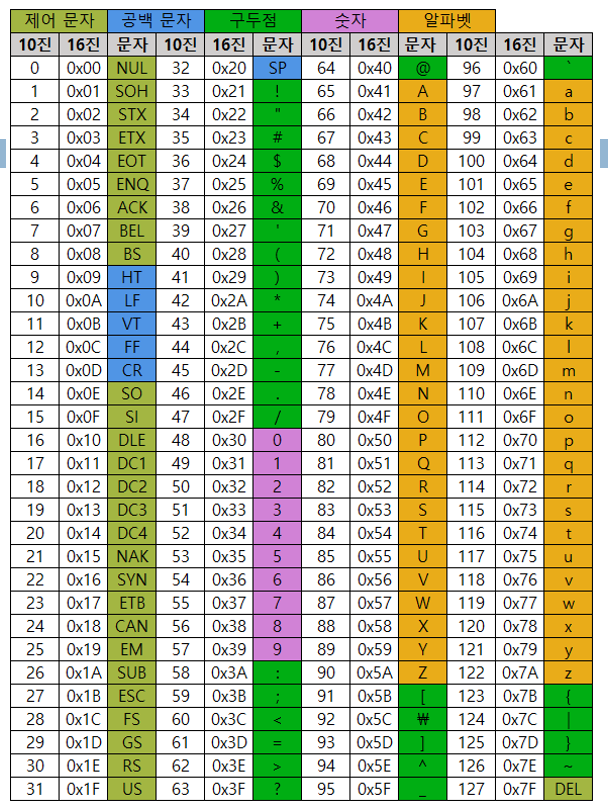 제어 문자 공백 문자 구두점 숫자 알파벳
10진 16진 문자 10진 16진 문자 10진 16진 문자 10진 16진 문자
0 0x00 NUL 32 0x20 SP 64 0x40 @ 96 0x60 `
1 0x01 SOH 33 0x21 ! 65 0x41 A 97 0x61 a
2 0x02 STX 34 0x22 " 66 0x42 B 98 0x62 b
3 0x03 ETX 35 0x23 # 67 0x43 C 99 0x63 c
4 0x04 EOT 36 0x24 $ 68 0x44 D 100 0x64 d
5 0x05 ENQ 37 0x25 % 69 0x45 E 101 0x65 e
6 0x06 ACK 38 0x26 & 70 0x46 F 102 0x66 f
7 0x07 BEL 39 0x27 ' 71 0x47 G 103 0x67 g
8 0x08 BS 40 0x28 ( 72 0x48 H 104 0x68 h
9 0x09 HT 41 0x29 ) 73 0x49 I 105 0x69 i
10 0x0A LF 42 0x2A * 74 0x4A J 106 0x6A j
11 0x0B VT 43 0x2B + 75 0x4B K 107 0x6B k
12 0x0C FF 44 0x2C , 76 0x4C L 108 0x6C l
13 0x0D CR 45 0x2D - 77 0x4D M 109 0x6D m
14 0x0E SO 46 0x2E . 78 0x4E N 110 0x6E n
15 0x0F SI 47 0x2F / 79 0x4F O 111 0x6F o
16 0x10 DLE 48 0x30 0 80 0x50 P 112 0x70 p
17 0x11 DC1 49 0x31 1 81 0x51 Q 113 0x71 q
18 0x12 DC2 50 0x32 2 82 0x52 R 114 0x72 r
19 0x13 DC3 51 0x33 3 83 0x53 S 115 0x73 s
20 0x14 DC4 52 0x34 4 84 0x54 T 116 0x74 t
21 0x15 NAK 53 0x35 5 85 0x55 U 117 0x75 u
22 0x16 SYN 54 0x36 6 86 0x56 V 118 0x76 v
23 0x17 ETB 55 0x37 7 87 0x57 W 119 0x77 w
24 0x18 CAN 56 0x38 8 88 0x58 X 120 0x78 x
25 0x19 EM 57 0x39 9 89 0x59 Y 121 0x79 y
26 0x1A SUB 58 0x3A : 90 0x5A Z 122 0x7A z
27 0x1B ESC 59 0x3B ; 91 0x5B [ 123 0x7B {
28 0x1C FS 60 0x3C < 92 0x5C ₩ 124 0x7C |
29 0x1D GS 61 0x3D = 93 0x5D ] 125 0x7D }
30 0x1E RS 62 0x3E > 94 0x5E ^ 126 0x7E ~
31 0x1F US 63 0x3F ? 95 0x5F _ 127 0x7F DEL